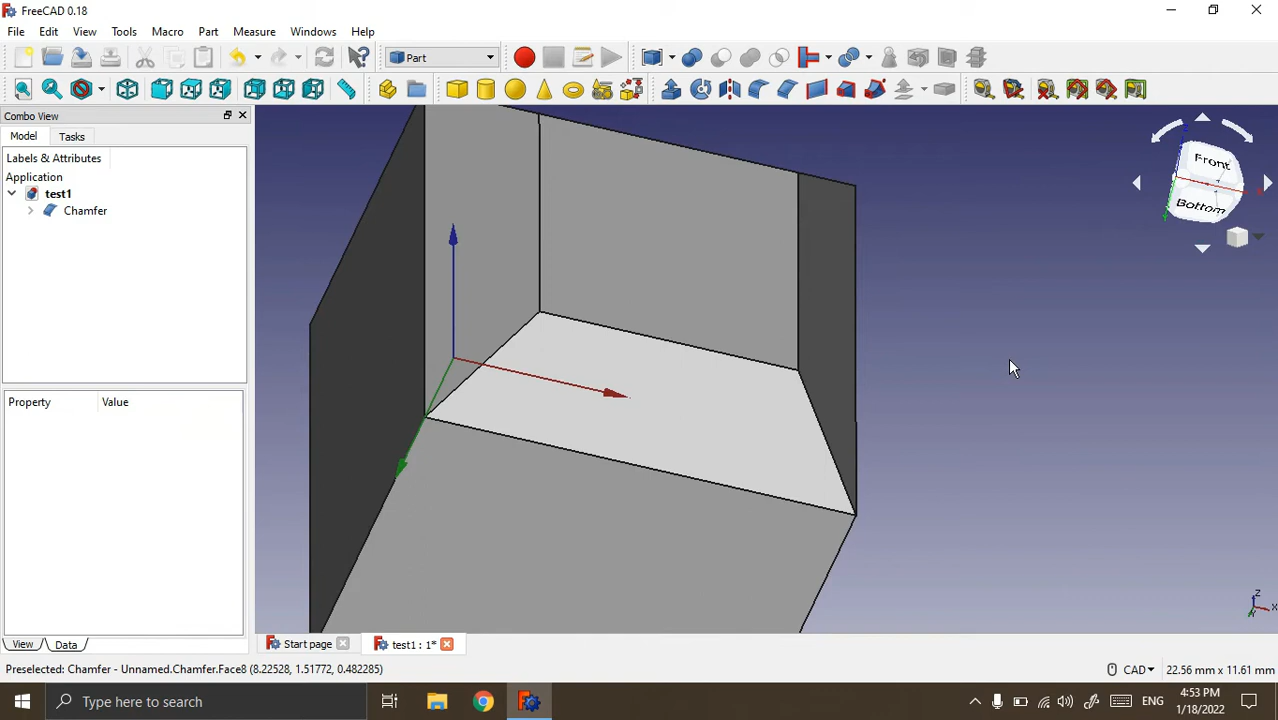 FreeCAD 0.18
File Edit View Tools Macro Part Measure Windows Help
Part
Combo View
Model Tasks
Labels & Attributes
Application
test1
Chamfer
Front
Bottom
Property Value
Z
X
Y
View Data
Start page test1 : 1*
Preselected: Chamfer - Unnamed.Chamfer.Face8 (8.22528, 1.51772, 0.482285) CAD 22.56 mm x 11.61 mm
Type here to search ENG 4:53 PM
1/18/2022